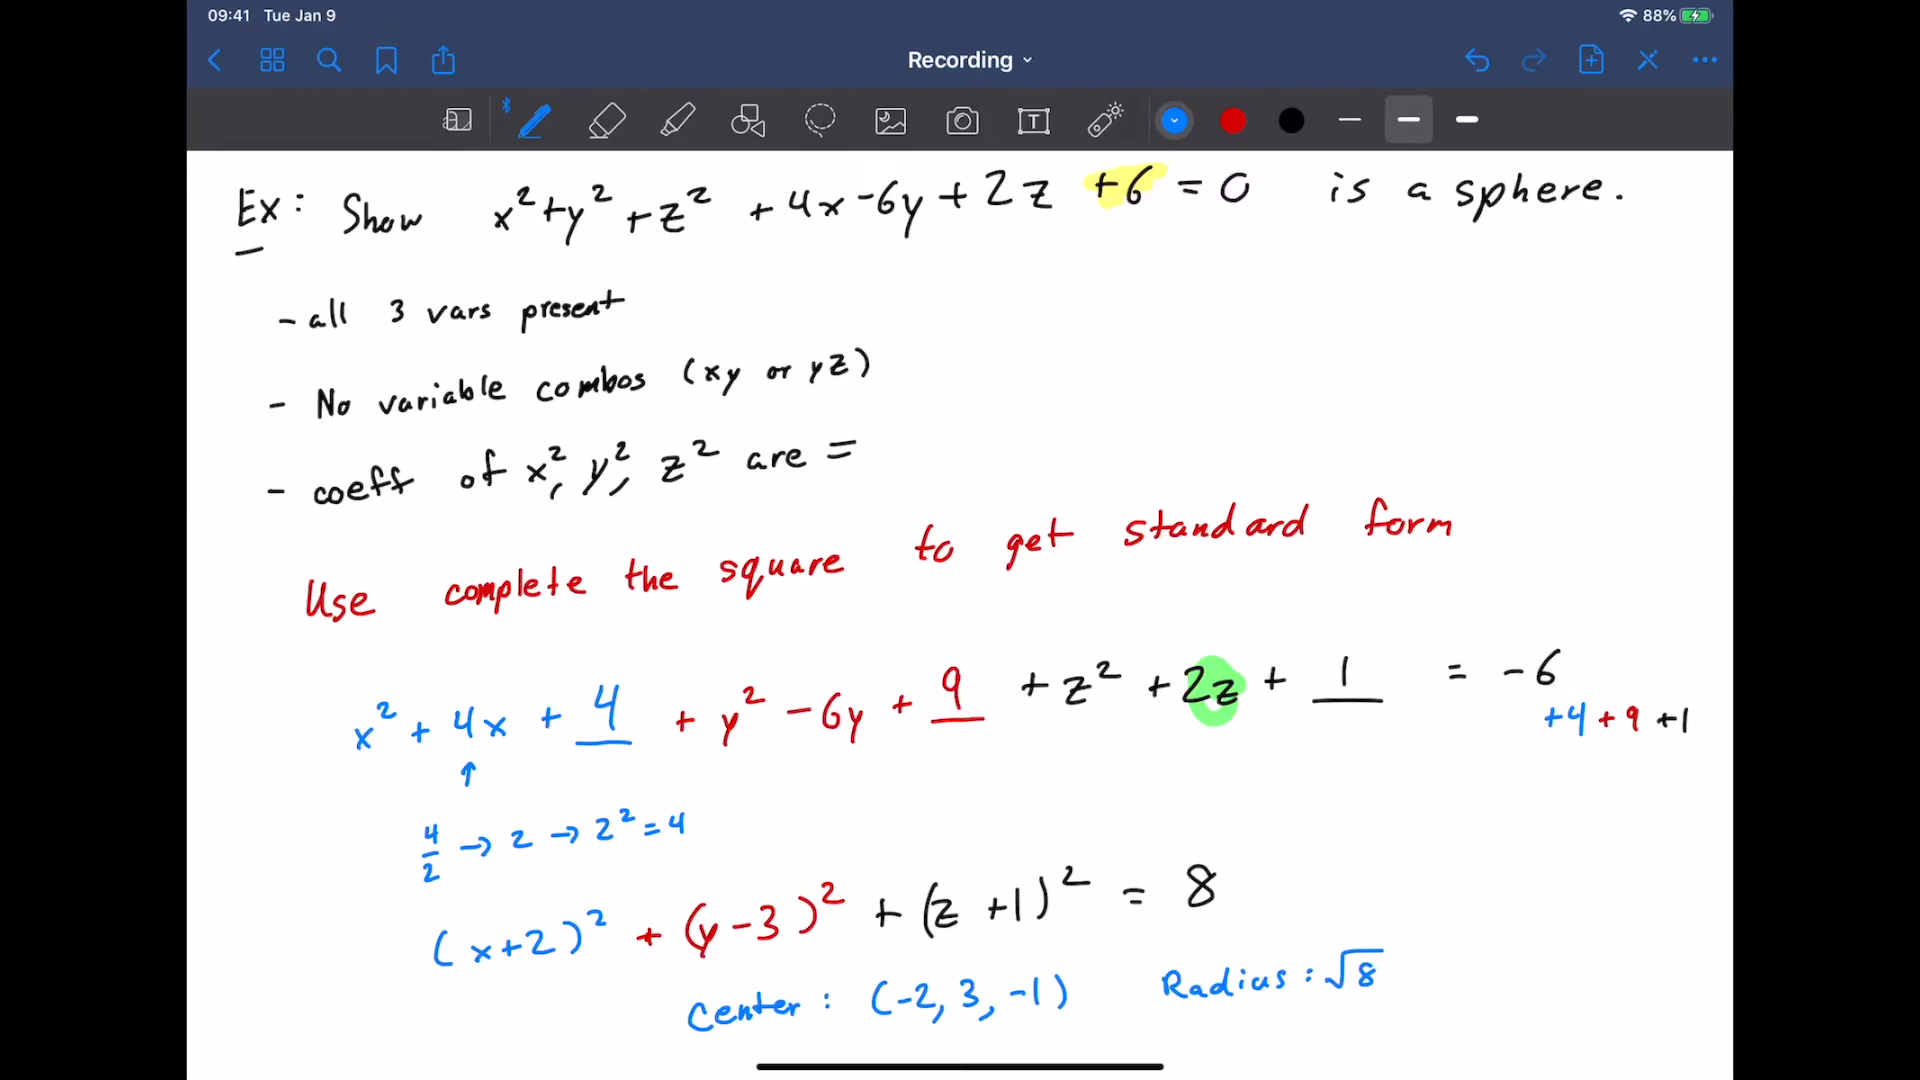 09:41 Tue Jan 9 88%
Recording
T
Ex: Show x²+y²+z² +4x-6y+2z +6 = 0 is a sphere.
- all 3 vars present
- No variable combos (xy or yz)
- coeff of x², y², z² are =
Use complete the square to get standard form
x² + 4x + 4 + y² - 6y + 9 + z² + 2z + 1 = -6
+4 +9 +1
↑
4/2 → 2 → 2² = 4
(x+2)² + (y-3)² + (z+1)² = 8
Center: (-2, 3, -1) Radius: √8